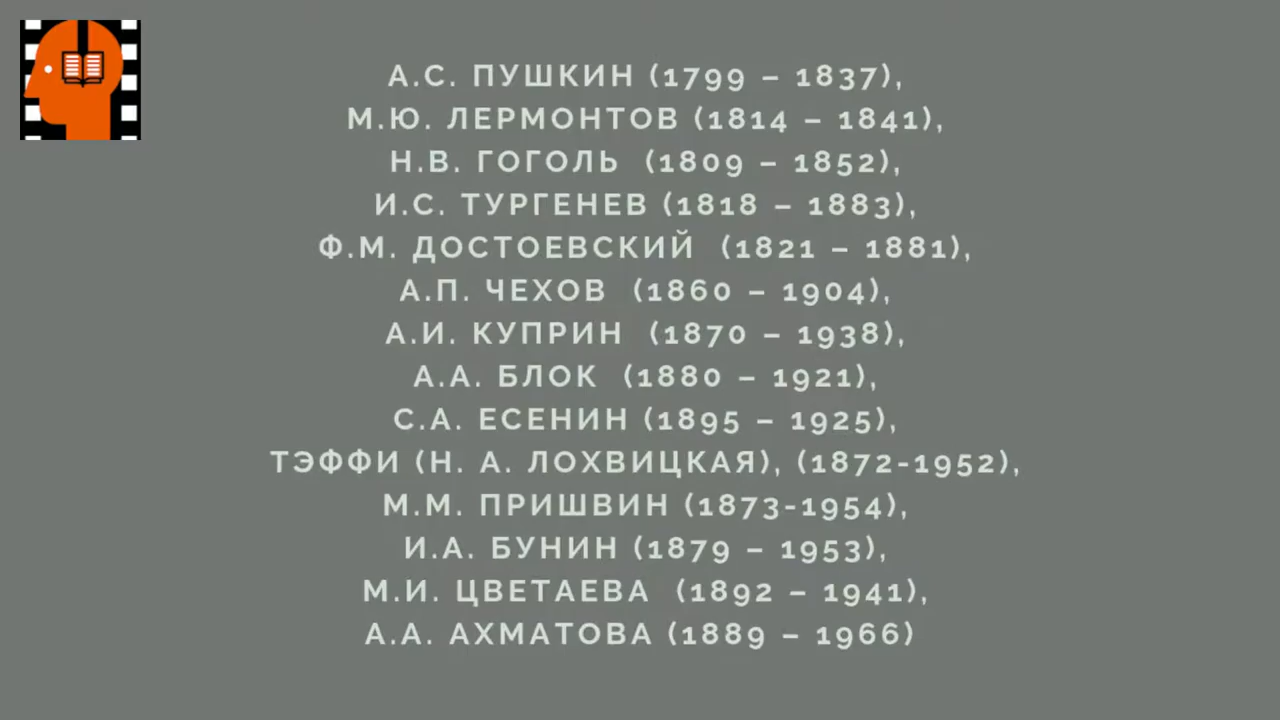 А.С. ПУШКИН (1799 – 1837),
М.Ю. ЛЕРМОНТОВ (1814 – 1841),
Н.В. ГОГОЛЬ (1809 – 1852),
И.С. ТУРГЕНЕВ (1818 – 1883),
Ф.М. ДОСТОЕВСКИЙ (1821 – 1881),
А.П. ЧЕХОВ (1860 – 1904),
А.И. КУПРИН (1870 – 1938),
А.А. БЛОК (1880 – 1921),
С.А. ЕСЕНИН (1895 – 1925),
ТЭФФИ (Н. А. ЛОХВИЦКАЯ), (1872-1952),
М.М. ПРИШВИН (1873-1954),
И.А. БУНИН (1879 – 1953),
М.И. ЦВЕТАЕВА (1892 – 1941),
А.А. АХМАТОВА (1889 – 1966)